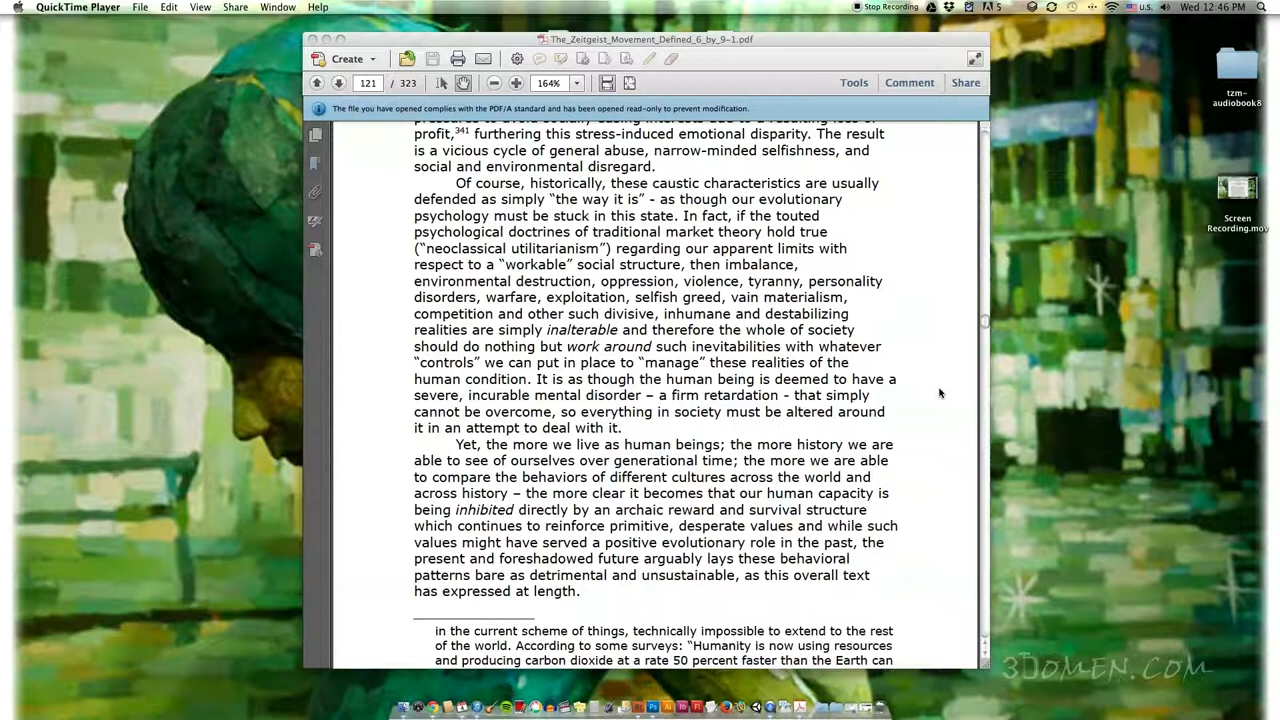 QuickTime Player File Edit View Share Window Help
Stop Recording
5
U.S.
Wed 12:46 PM
The_Zeitgeist_Movement_Defined_6_by_9-1.pdf
Create
121 / 323
164%
Tools Comment Share
The file you have opened complies with the PDF/A standard and has been opened read-only to prevent modification.
profit,341 furthering this stress-induced emotional disparity. The result
is a vicious cycle of general abuse, narrow-minded selfishness, and
social and environmental disregard.
Of course, historically, these caustic characteristics are usually
defended as simply “the way it is” - as though our evolutionary
psychology must be stuck in this state. In fact, if the touted
psychological doctrines of traditional market theory hold true
(“neoclassical utilitarianism”) regarding our apparent limits with
respect to a “workable” social structure, then imbalance,
environmental destruction, oppression, violence, tyranny, personality
disorders, warfare, exploitation, selfish greed, vain materialism,
competition and other such divisive, inhumane and destabilizing
realities are simply inalterable and therefore the whole of society
should do nothing but work around such inevitabilities with whatever
“controls” we can put in place to “manage” these realities of the
human condition. It is as though the human being is deemed to have a
severe, incurable mental disorder – a firm retardation - that simply
cannot be overcome, so everything in society must be altered around
it in an attempt to deal with it.
Yet, the more we live as human beings; the more history we are
able to see of ourselves over generational time; the more we are able
to compare the behaviors of different cultures across the world and
across history – the more clear it becomes that our human capacity is
being inhibited directly by an archaic reward and survival structure
which continues to reinforce primitive, desperate values and while such
values might have served a positive evolutionary role in the past, the
present and foreshadowed future arguably lays these behavioral
patterns bare as detrimental and unsustainable, as this overall text
has expressed at length.
in the current scheme of things, technically impossible to extend to the rest
of the world. According to some surveys: “Humanity is now using resources
and producing carbon dioxide at a rate 50 percent faster than the Earth can
tzm-
audiobook8
Screen
Recording.mov
3DOMEN.COM